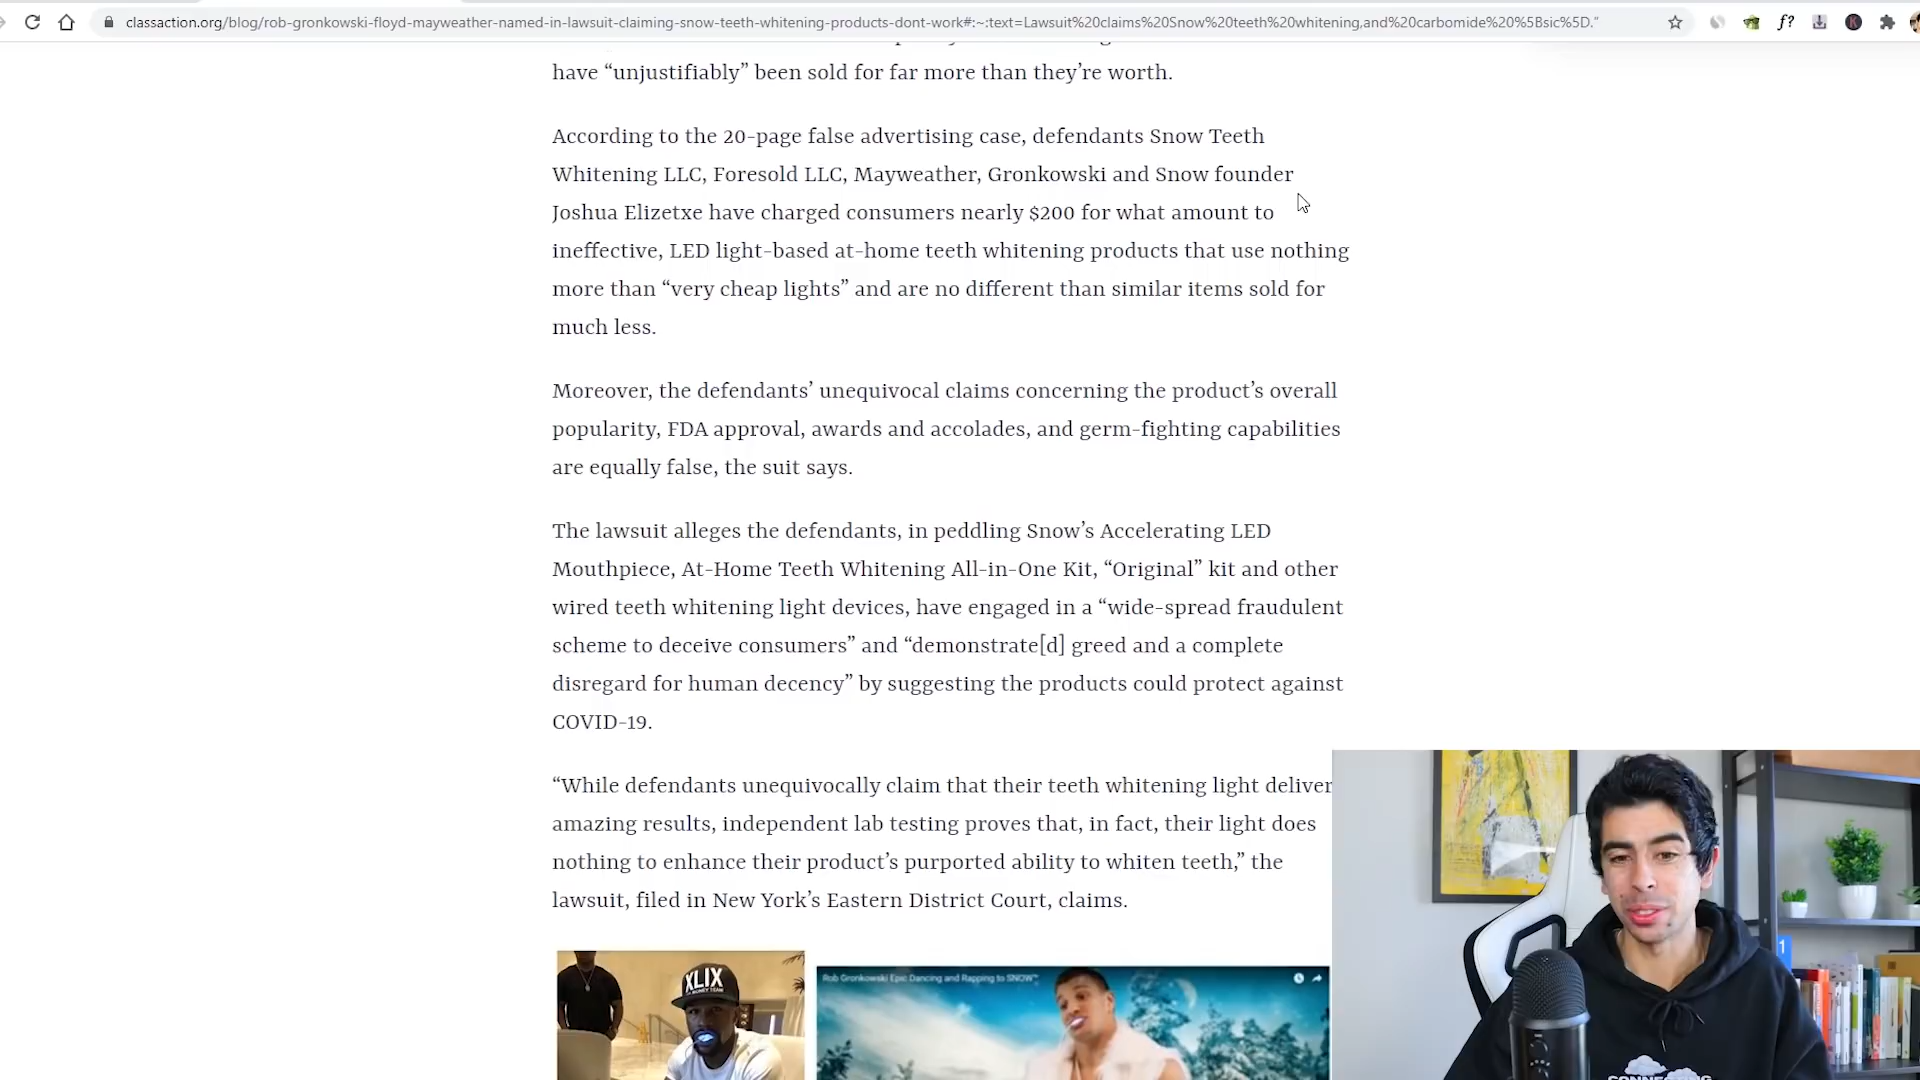 classaction.org/blog/rob-gronkowski-floyd-mayweather-named-in-lawsuit-claiming-snow-teeth-whitening-products-dont-work#:~:text=Lawsuit%20claims%20Snow%20teeth%20whitening,and%20carbomide%20%5Bsic%5D."
have “unjustifiably” been sold for far more than they’re worth.
According to the 20-page false advertising case, defendants Snow Teeth
Whitening LLC, Foresold LLC, Mayweather, Gronkowski and Snow founder
Joshua Elizetxe have charged consumers nearly $200 for what amount to
ineffective, LED light-based at-home teeth whitening products that use nothing
more than “very cheap lights” and are no different than similar items sold for
much less.
Moreover, the defendants’ unequivocal claims concerning the product’s overall
popularity, FDA approval, awards and accolades, and germ-fighting capabilities
are equally false, the suit says.
The lawsuit alleges the defendants, in peddling Snow’s Accelerating LED
Mouthpiece, At-Home Teeth Whitening All-in-One Kit, “Original” kit and other
wired teeth whitening light devices, have engaged in a “wide-spread fraudulent
scheme to deceive consumers” and “demonstrate[d] greed and a complete
disregard for human decency” by suggesting the products could protect against
COVID-19.
“While defendants unequivocally claim that their teeth whitening light deliver
amazing results, independent lab testing proves that, in fact, their light does
nothing to enhance their product’s purported ability to whiten teeth,” the
lawsuit, filed in New York’s Eastern District Court, claims.
XLIX
Rob Gronkowski Epic Dancing and Rapping to SNOW™
1